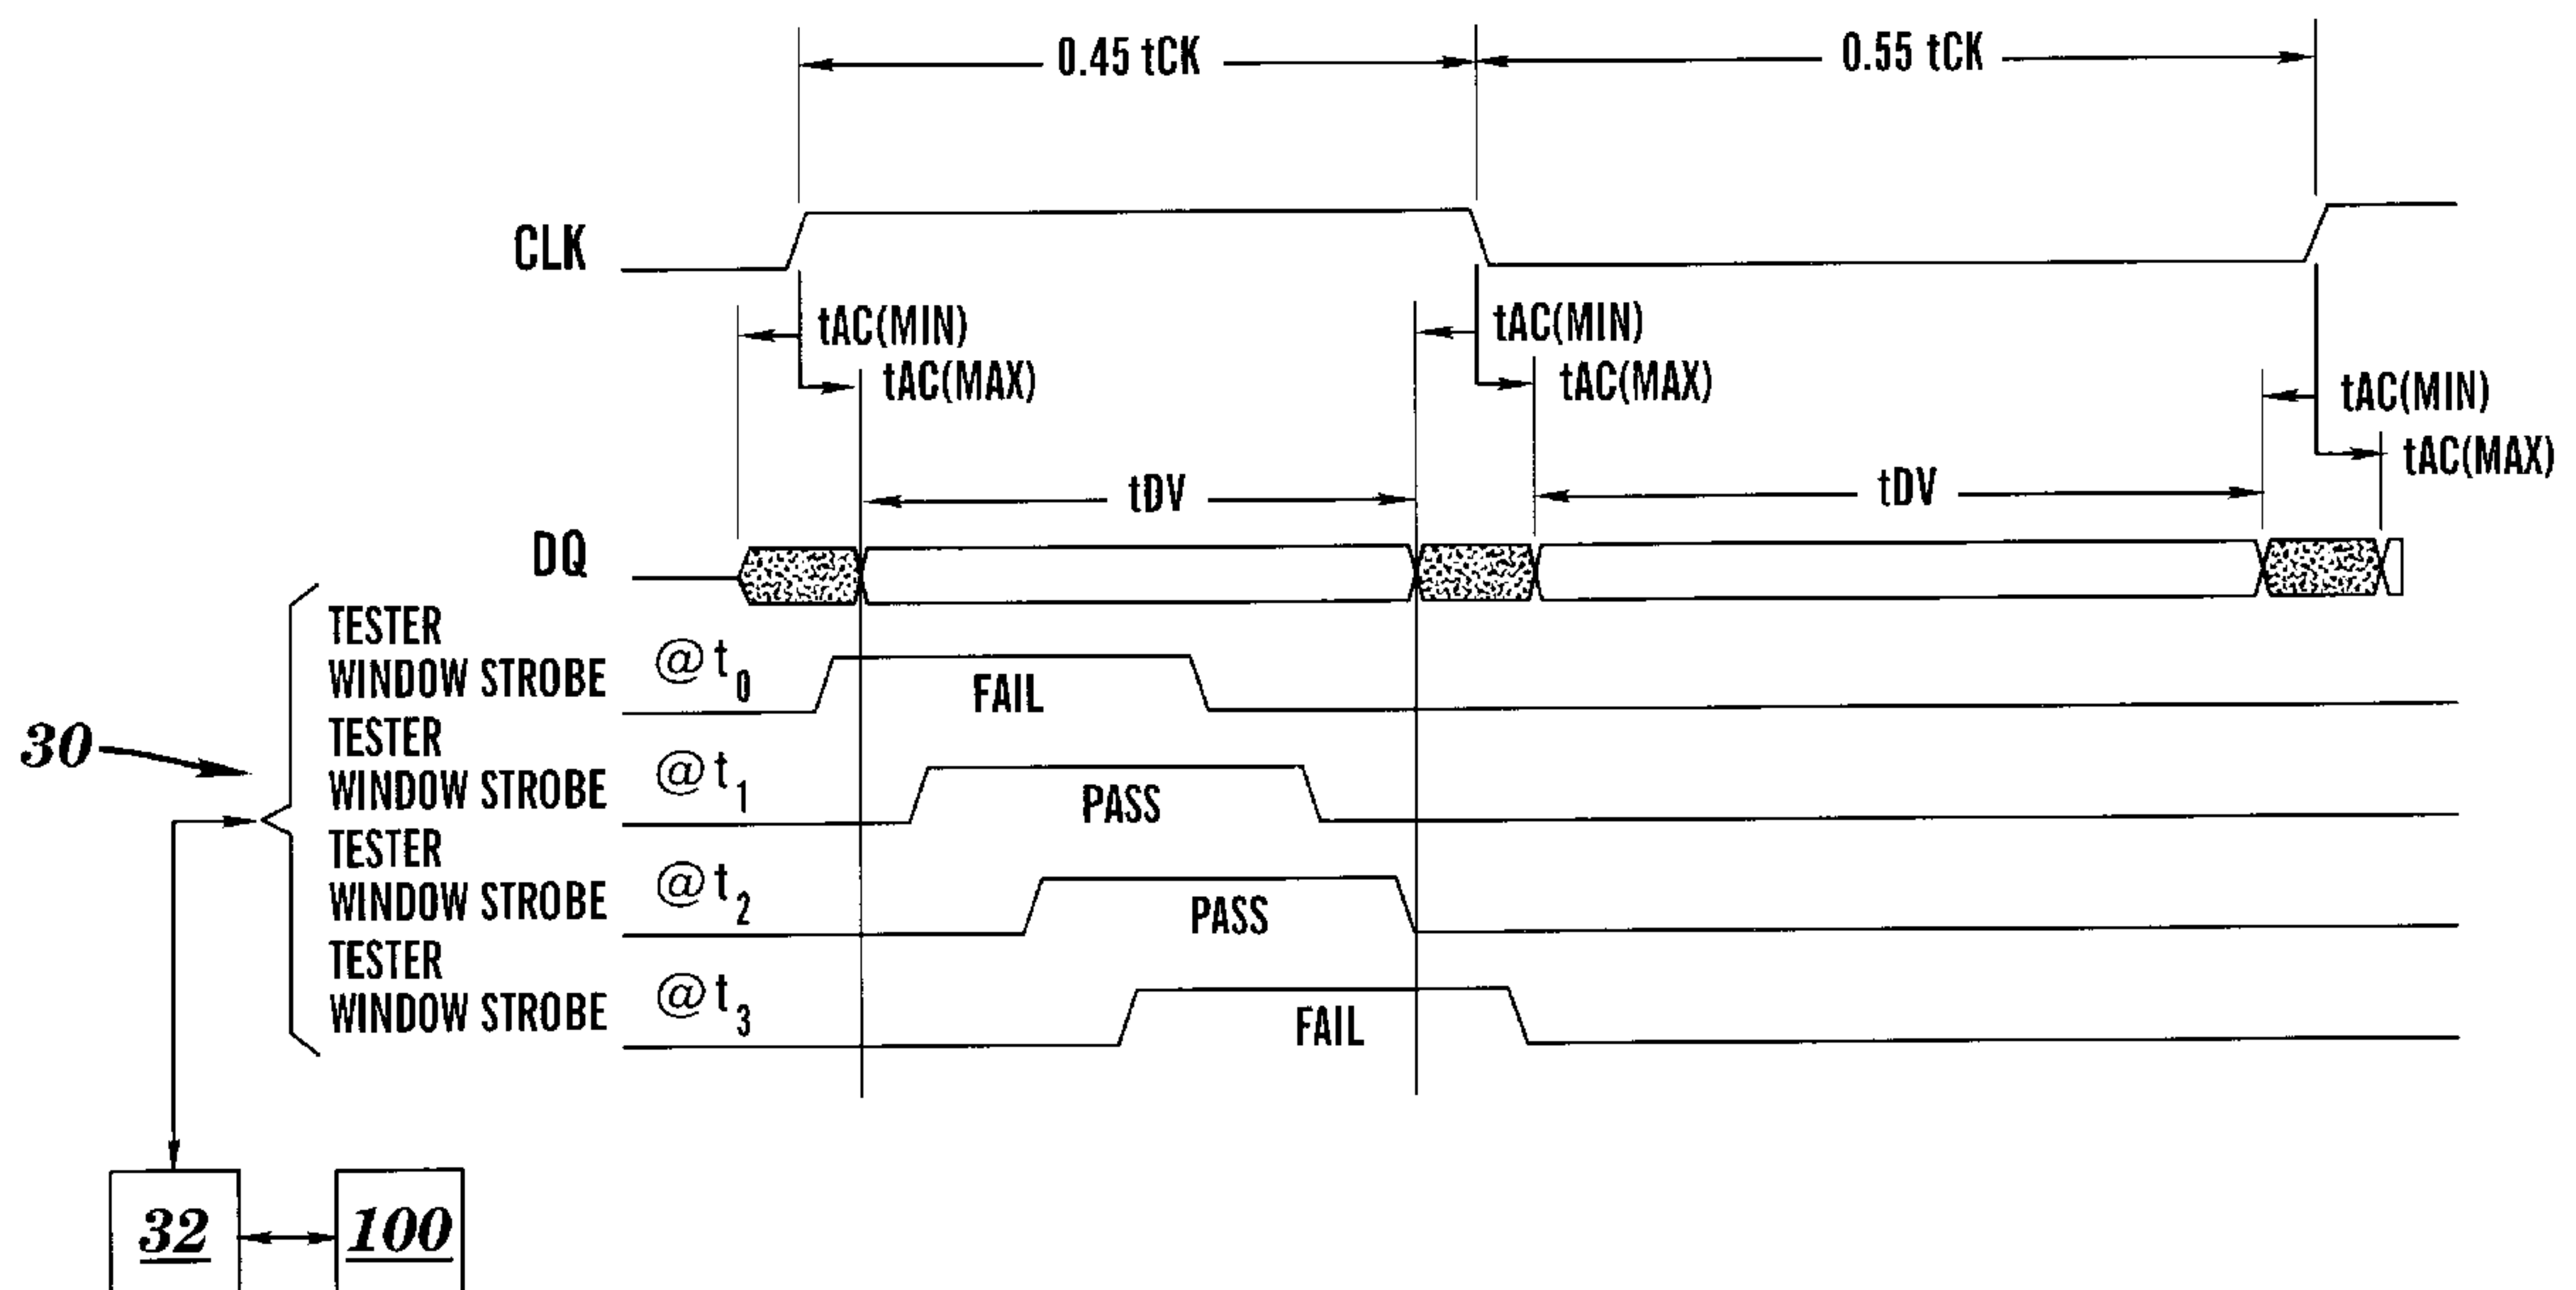 0.45 tCK
0.55 tCK
CLK
tAC(MIN)
tAC(MAX)
tAC(MIN)
tAC(MAX)
tAC(MIN)
tAC(MAX)
tDV
tDV
DQ
TESTER
WINDOW STROBE @t0
FAIL
TESTER
WINDOW STROBE @t1
PASS
TESTER
WINDOW STROBE @t2
PASS
TESTER
WINDOW STROBE @t3
FAIL
30
32
100